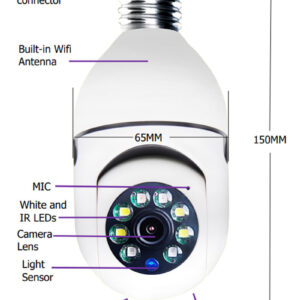 connector
Built-in Wifi
Antenna
65MM
150MM
MIC
White and
IR LEDs
Camera
Lens
Light
Sensor